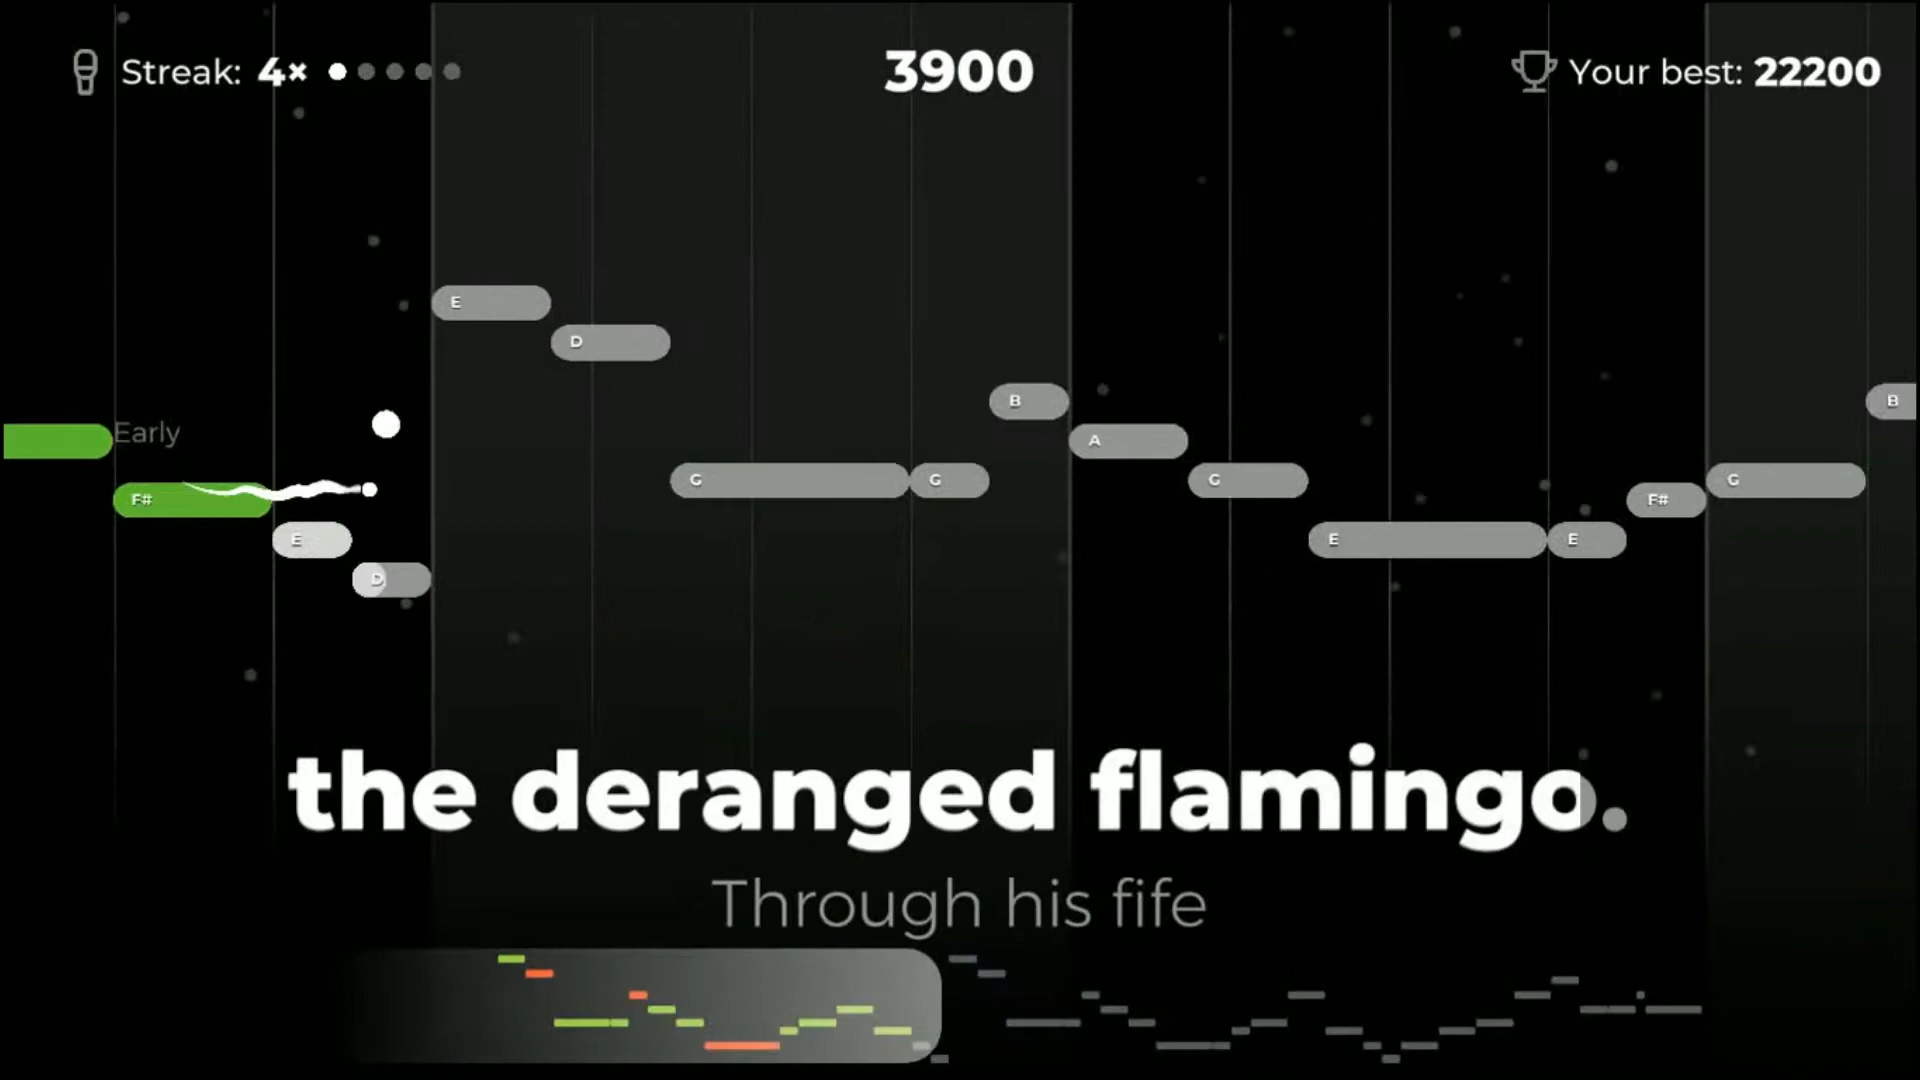 Streak: 4× 3900 Your best: 22200
E
D
B B
Early A
G G G G
F# F#
E E E
D
the deranged flamingo.
Through his fife